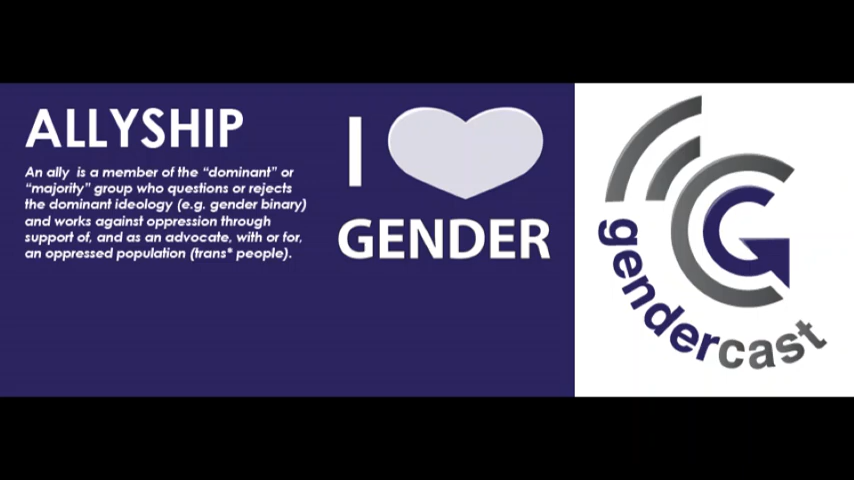 ALLYSHIP
An ally is a member of the “dominant” or
“majority” group who questions or rejects
the dominant ideology (e.g. gender binary)
and works against oppression through
support of, and as an advocate, with or for,
an oppressed population (trans* people).
I
GENDER
G
gendercast